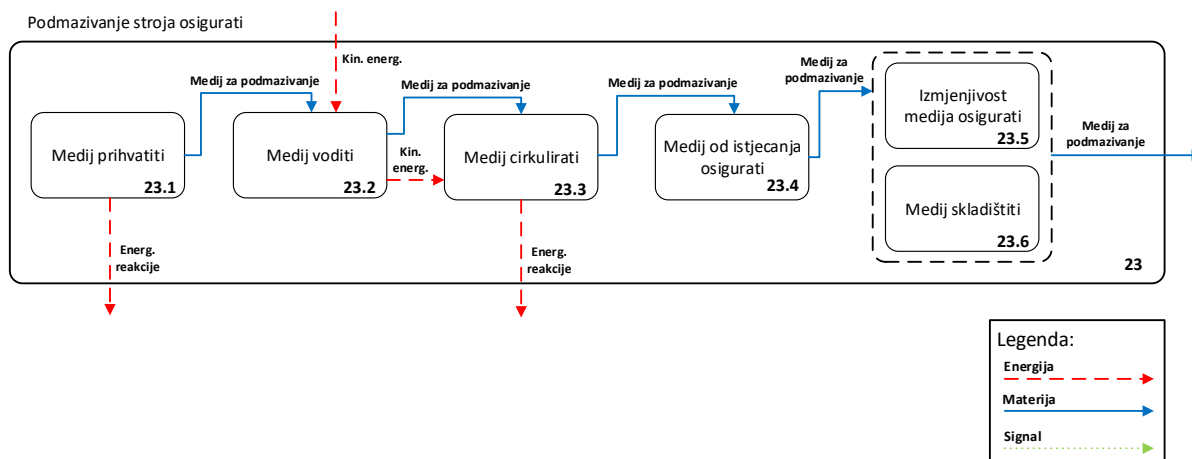 Podmazivanje stroja osigurati
Kin. energ.
Medij za podmazivanje
Medij za podmazivanje
Medij za podmazivanje
Medij za
podmazivanje
Medij prihvatiti
23.1
Medij voditi
23.2
Kin.
energ.
Medij cirkulirati
23.3
Medij od istjecanja
osigurati
23.4
Izmjenjivost
medija osigurati
23.5
Medij skladištiti
23.6
Medij za
podmazivanje
Energ.
reakcije
Energ.
reakcije
23
Legenda:
Energija
Materija
Signal